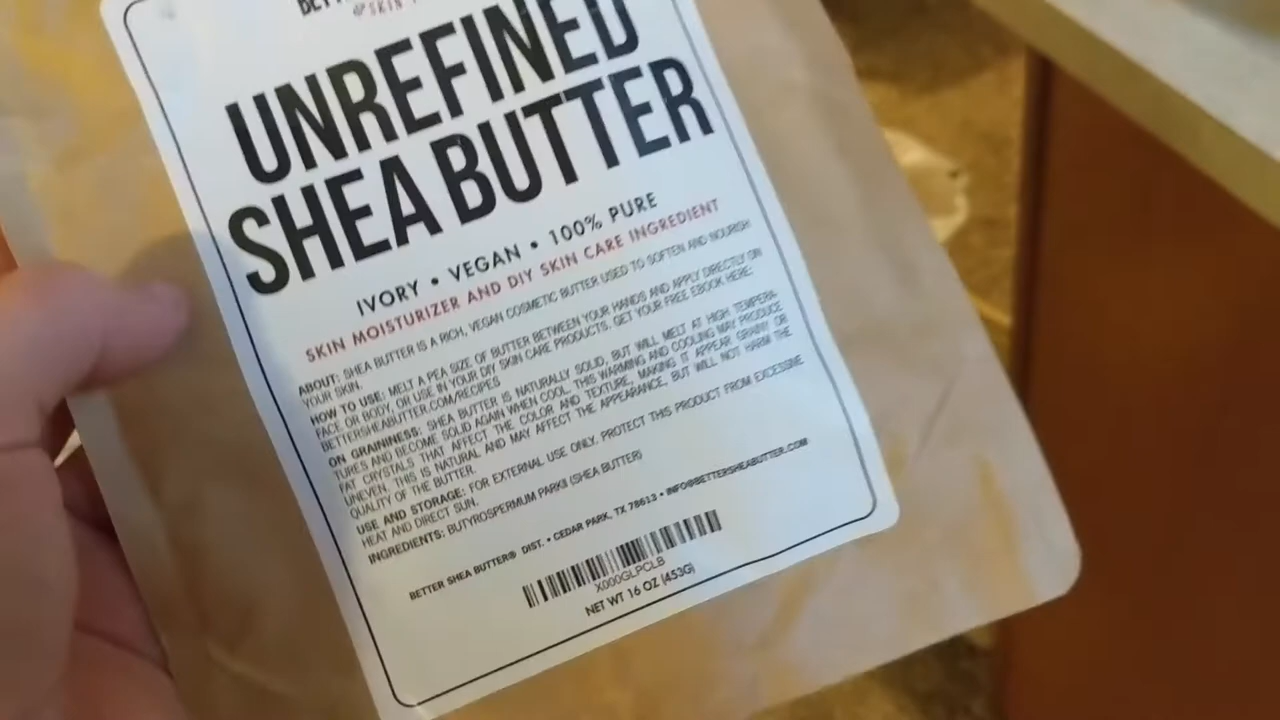 & SKIN
UNREFINED
SHEA BUTTER
IVORY • VEGAN • 100% PURE
SKIN MOISTURIZER AND DIY SKIN CARE INGREDIENT
ABOUT: SHEA BUTTER IS A RICH, VEGAN COSMETIC BUTTER USED TO SOFTEN AND NOURISH
YOUR SKIN.
HOW TO USE: MELT A PEA SIZE OF BUTTER BETWEEN YOUR HANDS AND APPLY DIRECTLY ON
FACE OR BODY, OR USE IN YOUR DIY SKIN CARE PRODUCTS. GET YOUR FREE EBOOK HERE:
BETTERSHEABUTTER.COM/RECIPES
ON GRAININESS: SHEA BUTTER IS NATURALLY SOLID, BUT WILL MELT AT HIGH TEMPERA-
TURES AND BECOME SOLID AGAIN WHEN COOL. THIS WARMING AND COOLING MAY PRODUCE
FAT CRYSTALS THAT AFFECT THE COLOR AND TEXTURE, MAKING IT APPEAR GRAINY OR
UNEVEN. THIS IS NATURAL AND MAY AFFECT THE APPEARANCE, BUT WILL NOT HARM THE
QUALITY OF THE BUTTER.
USE AND STORAGE: FOR EXTERNAL USE ONLY. PROTECT THIS PRODUCT FROM EXCESSIVE
HEAT AND DIRECT SUN.
INGREDIENTS: BUTYROSPERMUM PARKII (SHEA BUTTER)
BETTER SHEA BUTTER® DIST. • CEDAR PARK, TX 78613 • INFO@BETTERSHEABUTTER.COM
X000GLPCLB
NET WT 16 OZ (453G)